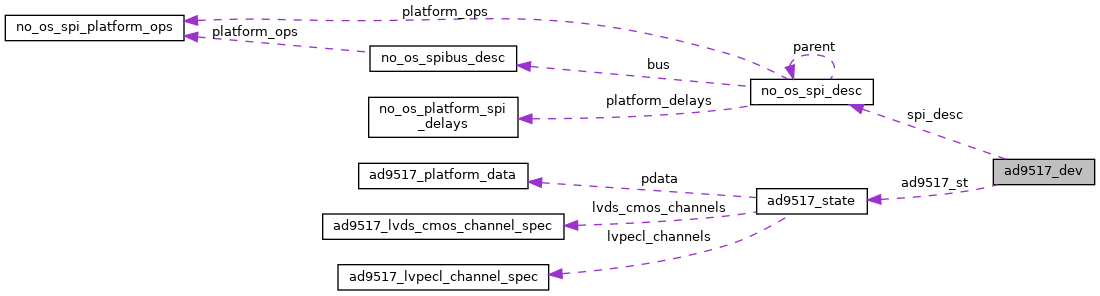 platform_ops
no_os_spi_platform_ops
platform_ops
no_os_spibus_desc
parent
bus
no_os_spi_desc
platform_delays
no_os_platform_spi
_delays
spi_desc
ad9517_dev
ad9517_platform_data
pdata
ad9517_st
ad9517_state
lvds_cmos_channels
ad9517_lvds_cmos_channel_spec
lvpecl_channels
ad9517_lvpecl_channel_spec